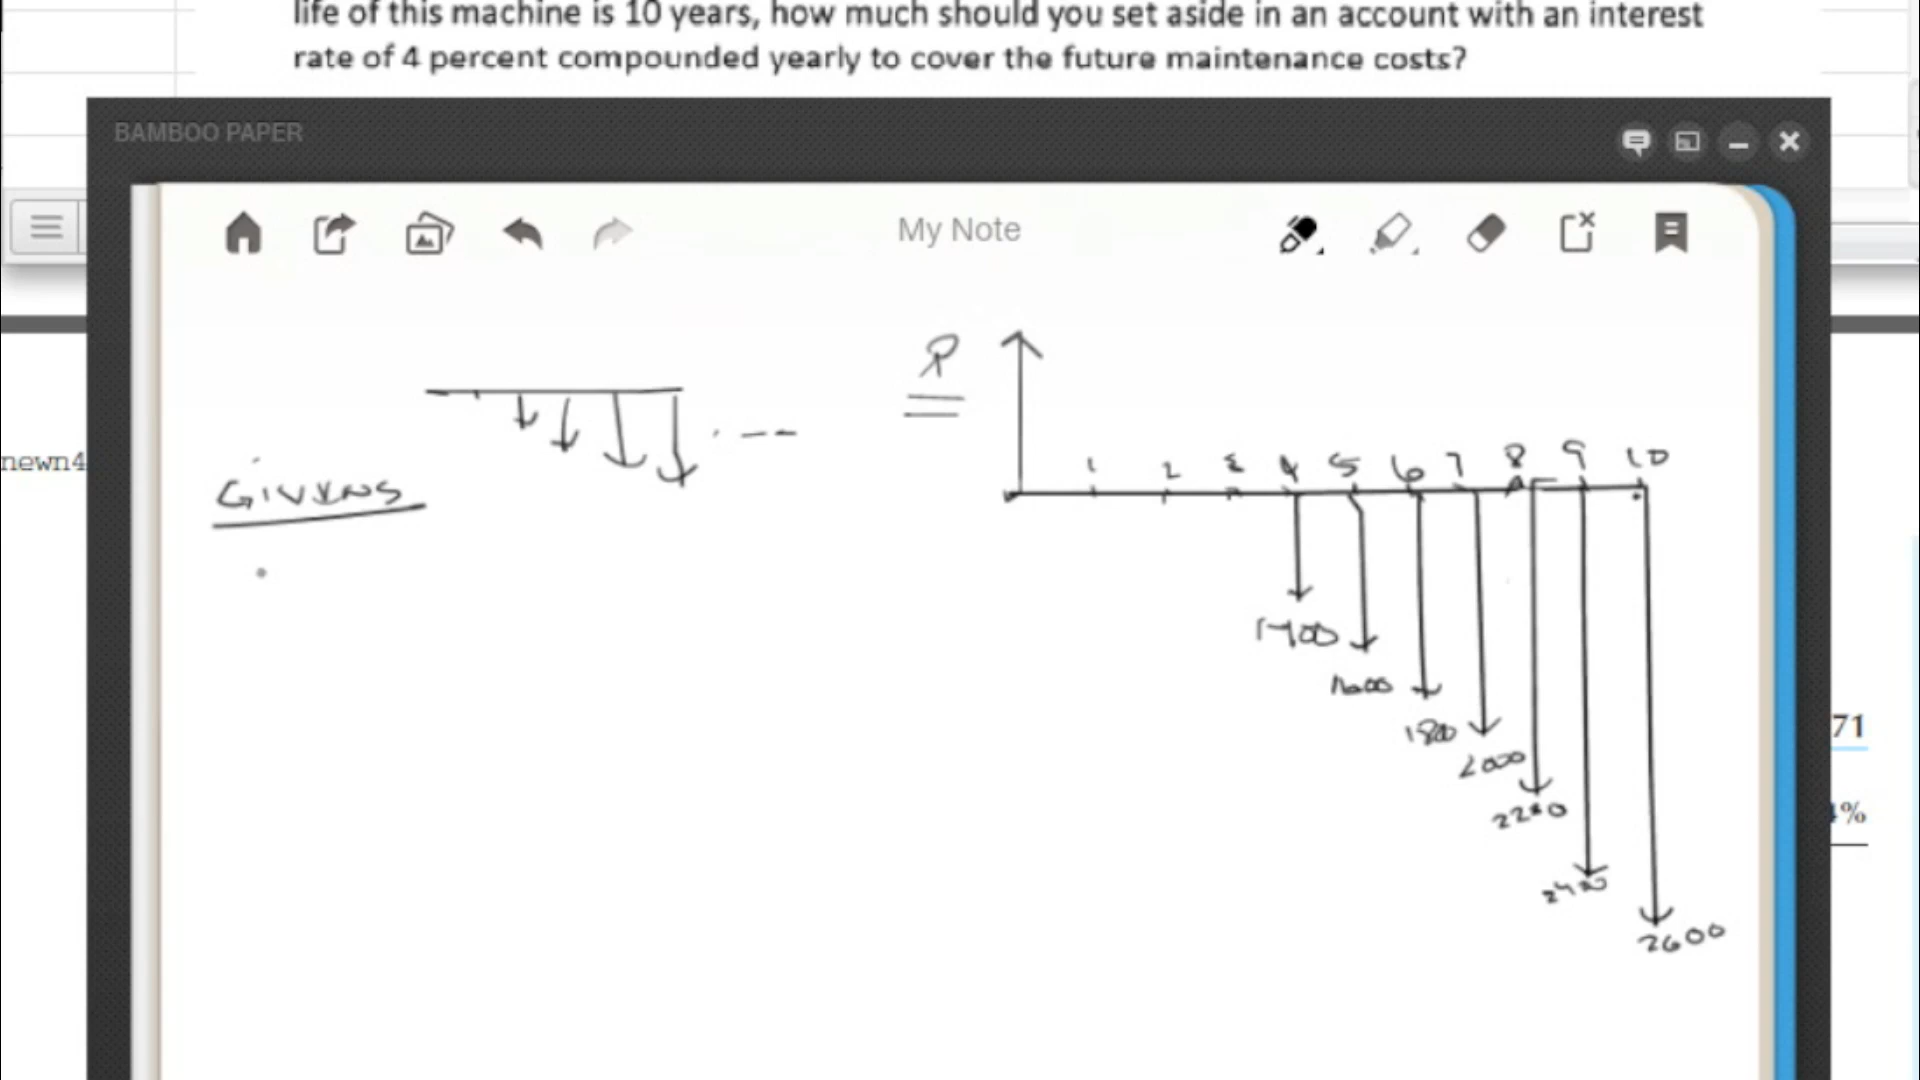 life of this machine is 10 years, how much should you set aside in an account with an interest
rate of 4 percent compounded yearly to cover the future maintenance costs?
BAMBOO PAPER
My Note
P
GIVENS
1 2 3 4 5 6 7 8 9 10
newn4
1400
1600
1800
2000
2200
2400
2600
71
4%